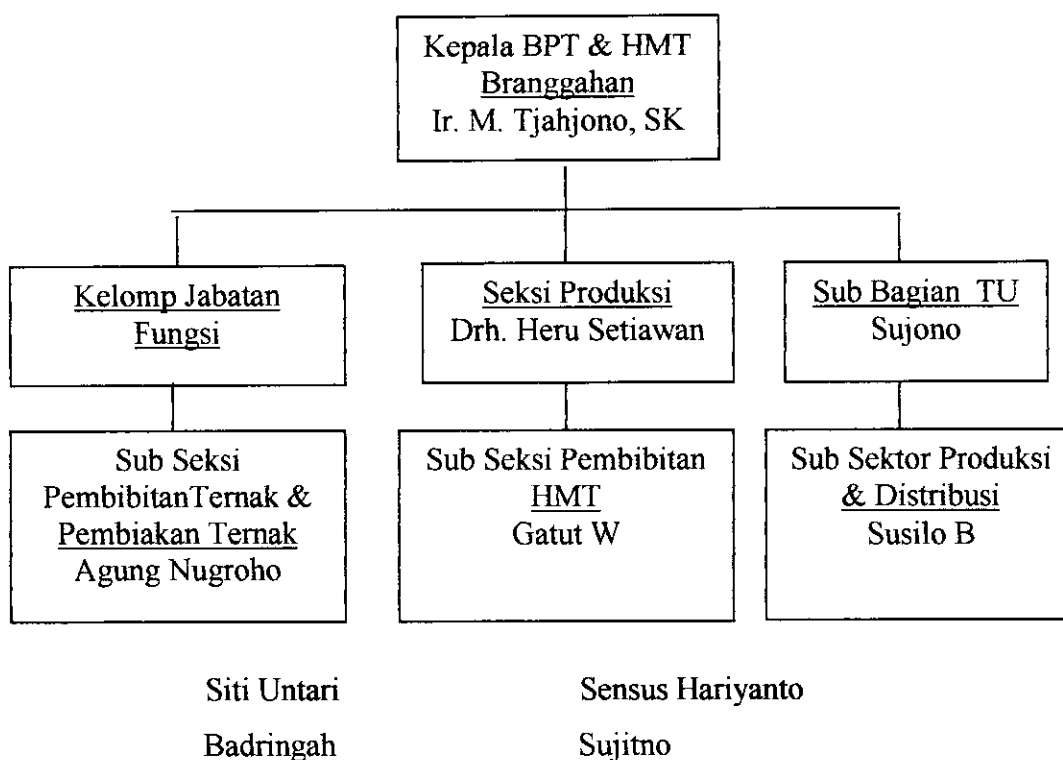 Kepala BPT & HMT
Branggahan
Ir. M. Tjahjono, SK
Kelomp Jabatan
Fungsi
Seksi Produksi
Drh. Heru Setiawan
Sub Bagian TU
Sujono
Sub Seksi
PembibitanTernak &
Pembiakan Ternak
Agung Nugroho
Sub Seksi Pembibitan
HMT
Gatut W
Sub Sektor Produksi
& Distribusi
Susilo B
Siti Untari
Sensus Hariyanto
Badringah
Sujitno